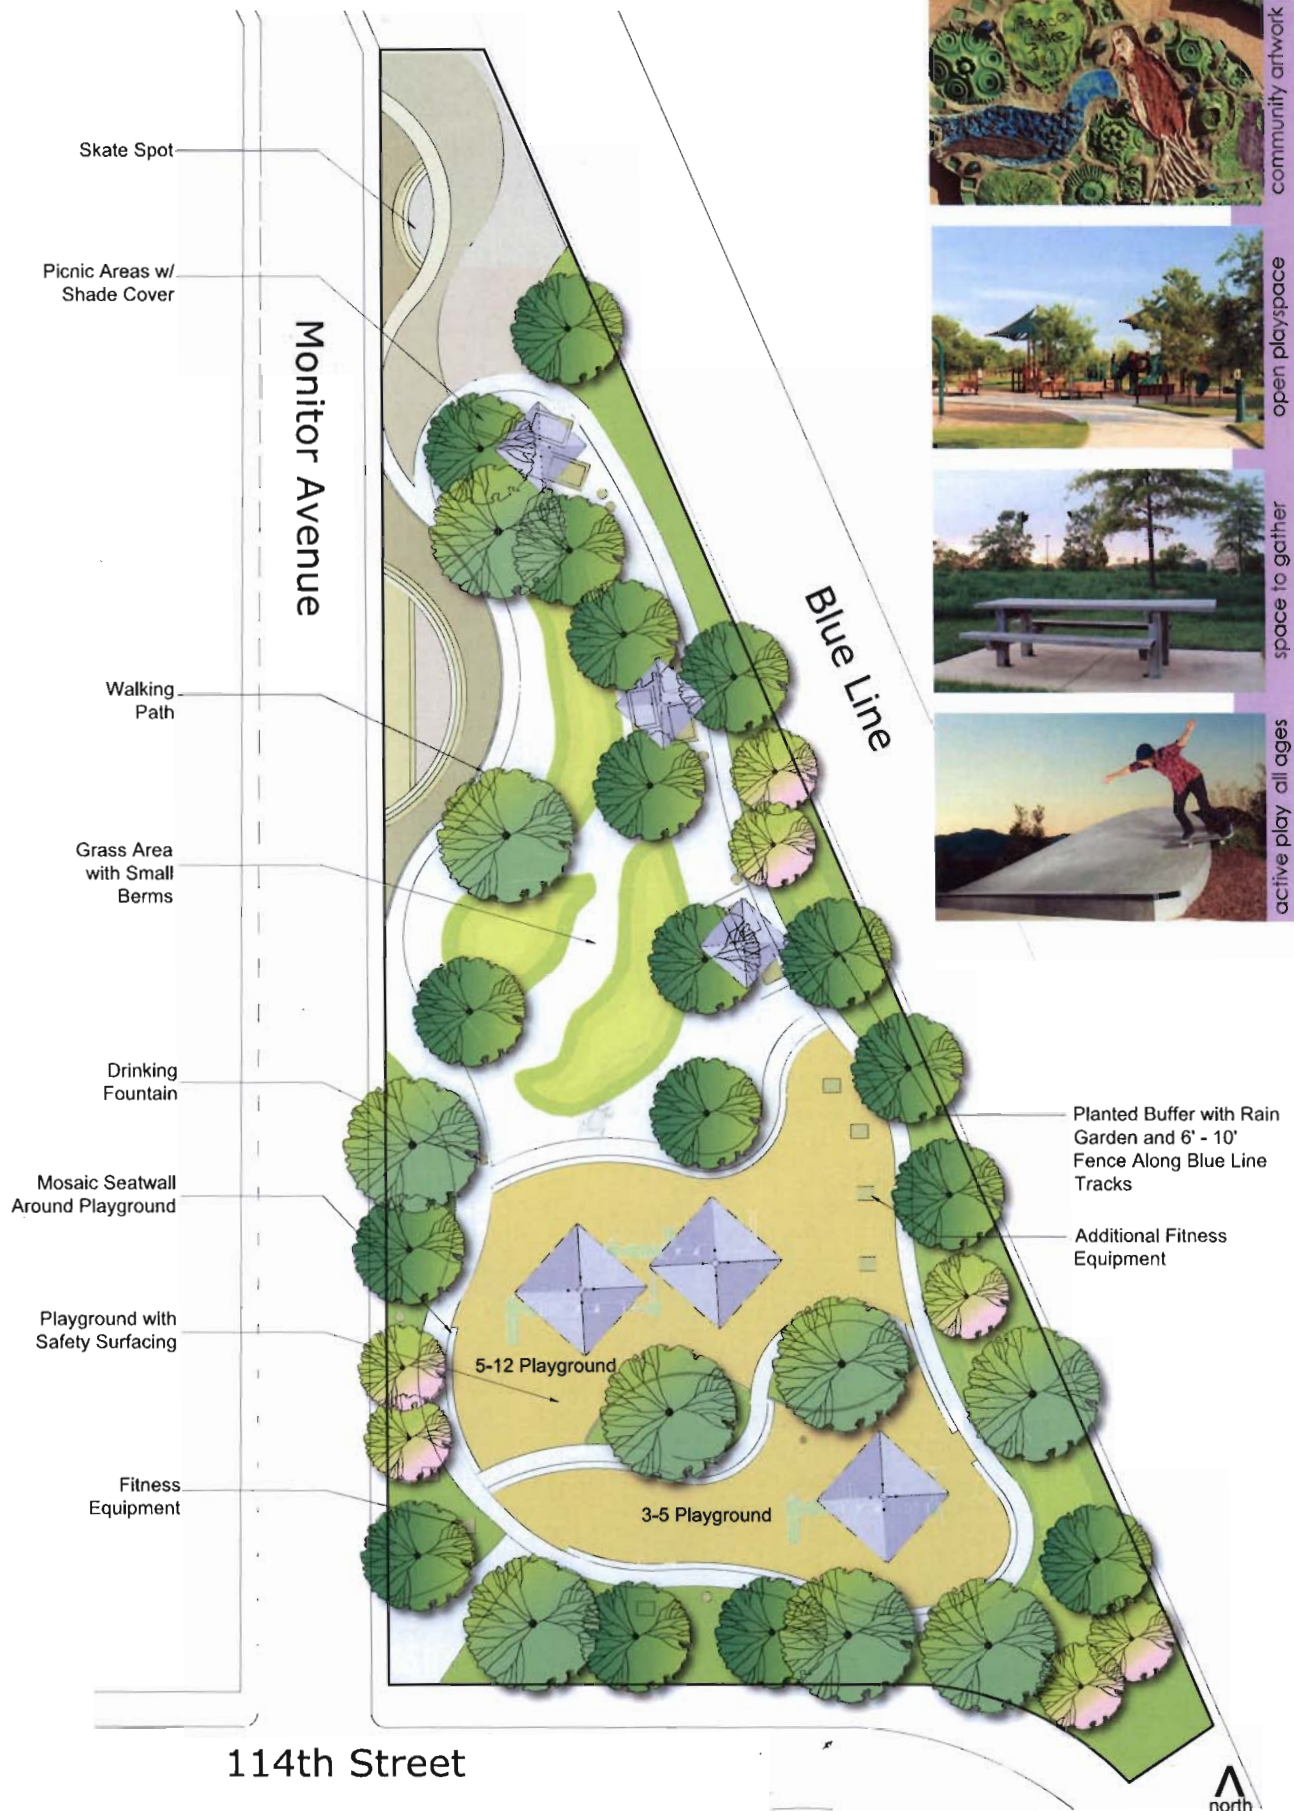 Skate Spot
Picnic Areas w/
Shade Cover
Monitor Avenue
Walking
Path
Grass Area
with Small
Berms
Drinking
Fountain
Mosaic Seatwall
Around Playground
Playground with
Safety Surfacing
Fitness
Equipment
Blue Line
5-12 Playground
3-5 Playground
Planted Buffer with Rain
Garden and 6' - 10'
Fence Along Blue Line
Tracks
Additional Fitness
Equipment
community artwork
open playspace
space to gather
active play all ages
114th Street
north